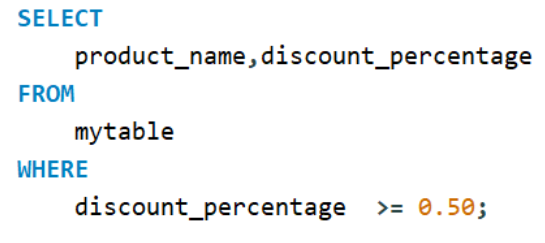 SELECT
    product_name,discount_percentage
FROM
    mytable
WHERE
    discount_percentage  >= 0.50;